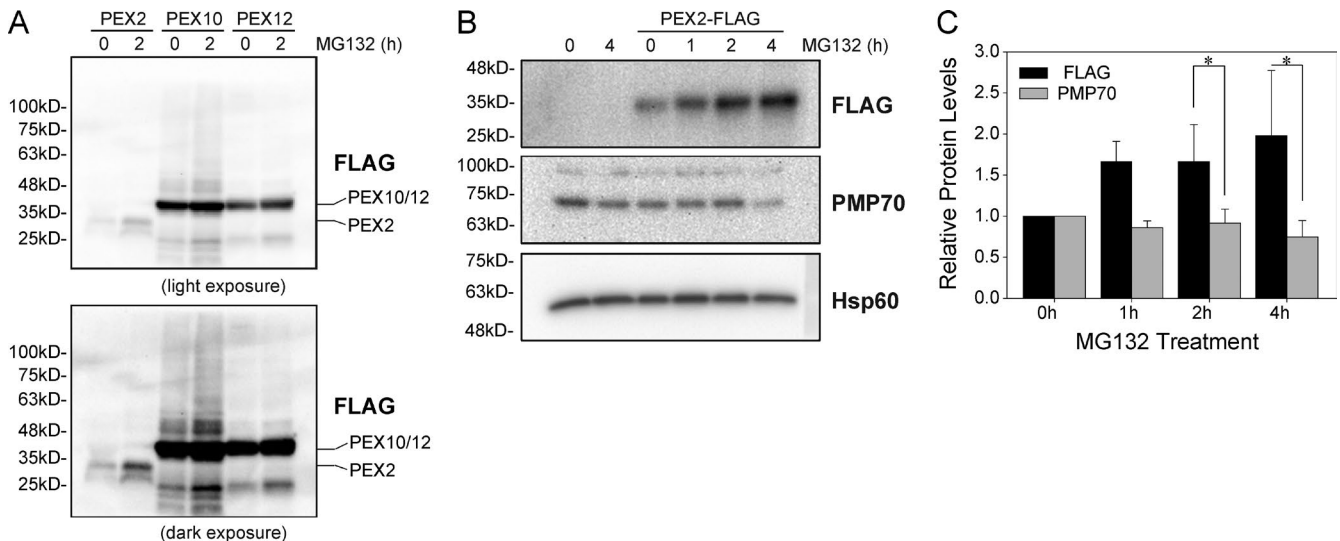 A
PEX2 PEX10 PEX12
0 2 0 2 0 2 MG132 (h)
100kD-
75kD-
63kD-
48kD-
35kD-
25kD-
FLAG
PEX10/12
PEX2
(light exposure)
100kD-
75kD-
63kD-
48kD-
35kD-
25kD-
FLAG
PEX10/12
PEX2
(dark exposure)
B
PEX2-FLAG
0 4 0 1 2 4 MG132 (h)
48kD-
35kD-
25kD-
FLAG
100kD-
75kD-
63kD-
PMP70
75kD-
63kD-
48kD-
Hsp60
C
Relative Protein Levels
3.0
2.5
2.0
1.5
1.0
0.5
0.0
FLAG
PMP70
* *
0h 1h 2h 4h
MG132 Treatment